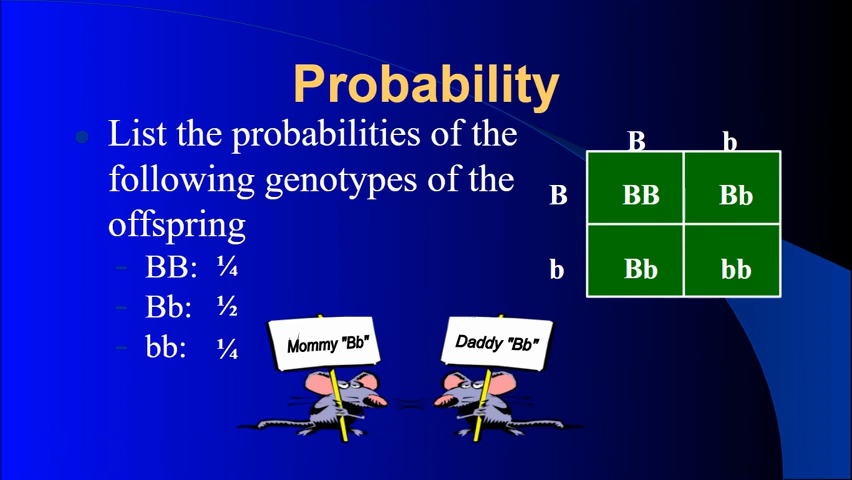 Probability
List the probabilities of the
following genotypes of the
offspring
– BB: ¼
– Bb: ½
– bb: ¼
B b
B BB Bb
b Bb bb
Mommy "Bb"
Daddy "Bb"